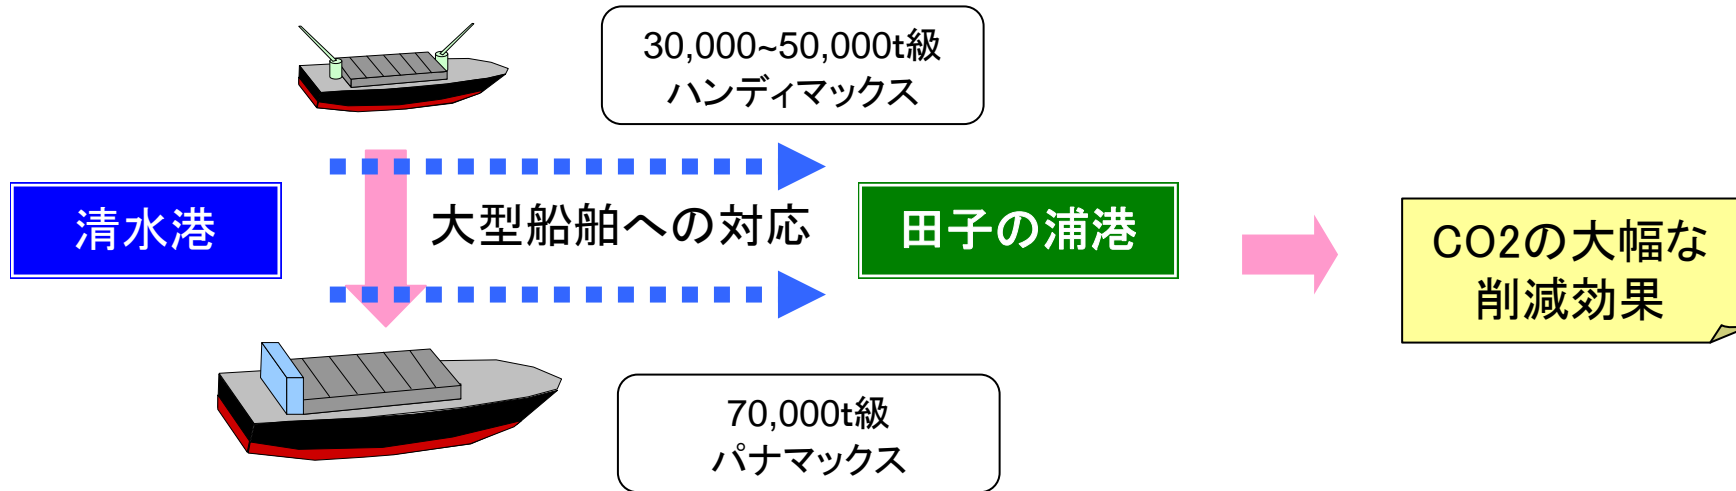 30,000~50,000t級
ハンディマックス
清水港
大型船舶への対応
田子の浦港
CO2の大幅な
削減効果
70,000t級
パナマックス